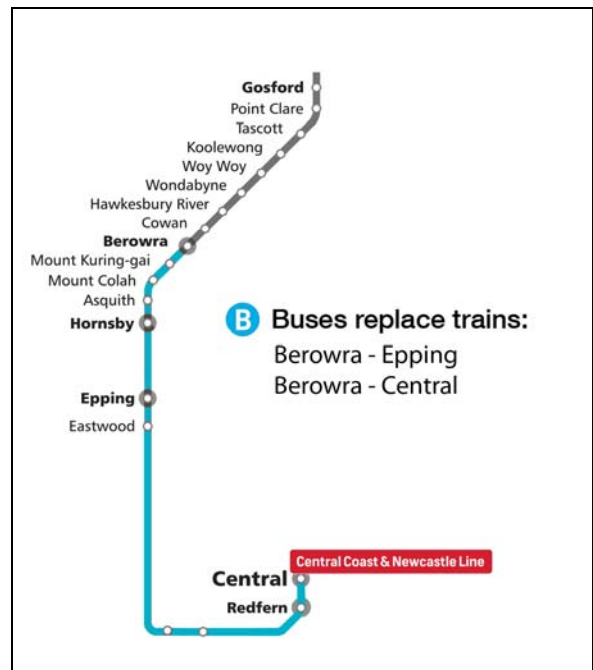 Gosford
Point Clare
Tascott
Koolewong
Woy Woy
Wondabyne
Hawkesbury River
Cowan
Berowra
Mount Kuring-gai
Mount Colah
Asquith
Hornsby
B Buses replace trains:
Berowra - Epping
Berowra - Central
Epping
Eastwood
Central Coast & Newcastle Line
Central
Redfern